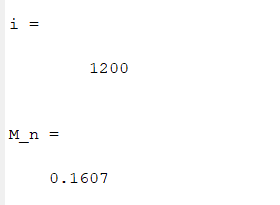 i =
1200
M_n =
0.1607